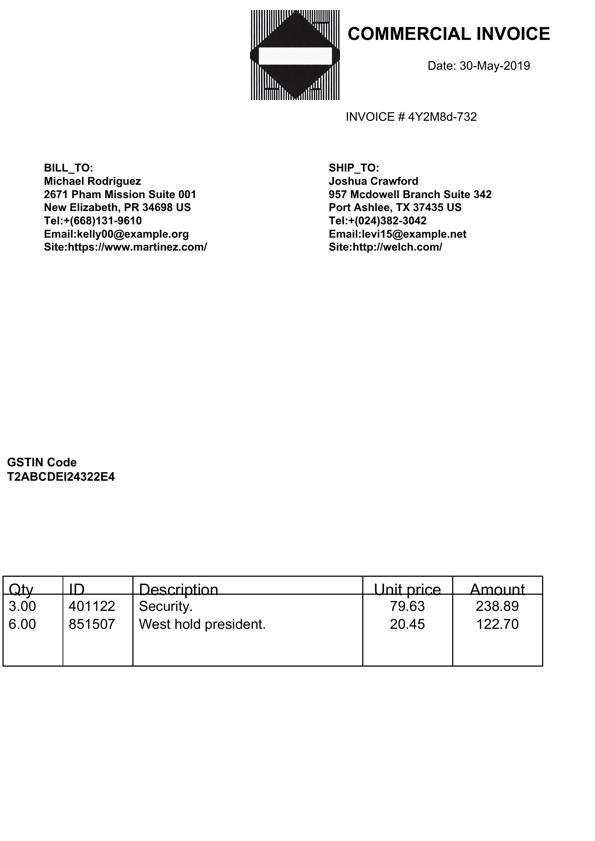 COMMERCIAL INVOICE
Date: 30-May-2019
INVOICE # 4Y2M8d-732
BILL_TO:
Michael Rodriguez
2671 Pham Mission Suite 001
New Elizabeth, PR 34698 US
Tel:+(668)131-9610
Email:kelly00@example.org
Site:https://www.martinez.com/
SHIP_TO:
Joshua Crawford
957 Mcdowell Branch Suite 342
Port Ashlee, TX 37435 US
Tel:+(024)382-3042
Email:levi15@example.net
Site:http://welch.com/
GSTIN Code
T2ABCDEI24322E4
Qty ID Description Unit price Amount
3.00 401122 Security. 79.63 238.89
6.00 851507 West hold president. 20.45 122.70